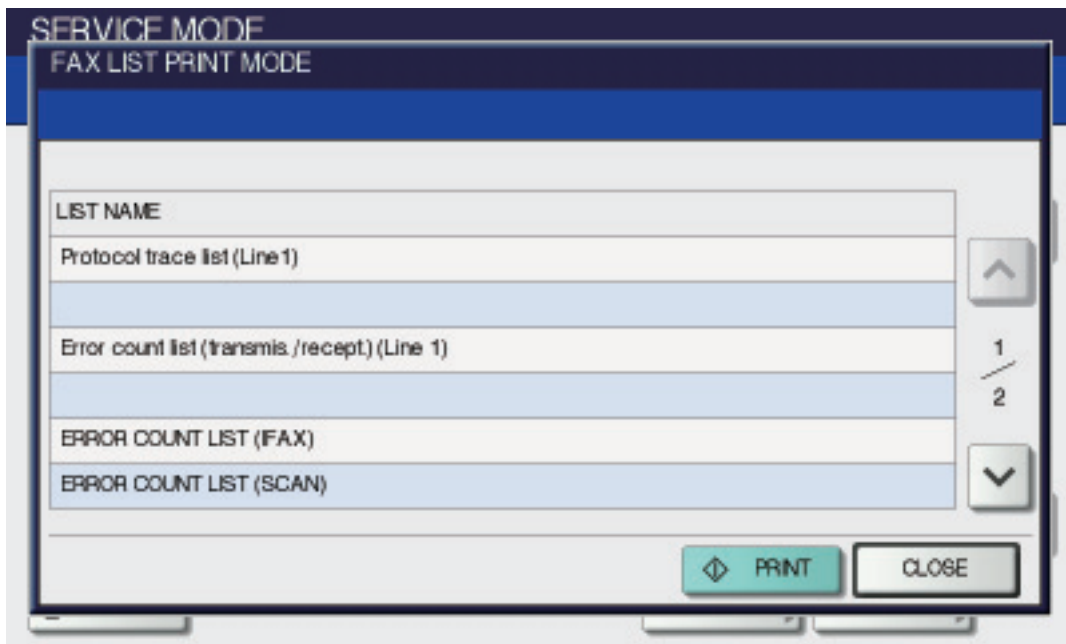 SERVICE MODE
FAX LIST PRINT MODE
LIST NAME
Protocol trace list (Line1)
Error count list (transmis./recept.) (Line 1)
1
2
ERROR COUNT LIST (IFAX)
ERROR COUNT LIST (SCAN)
PRINT
CLOSE